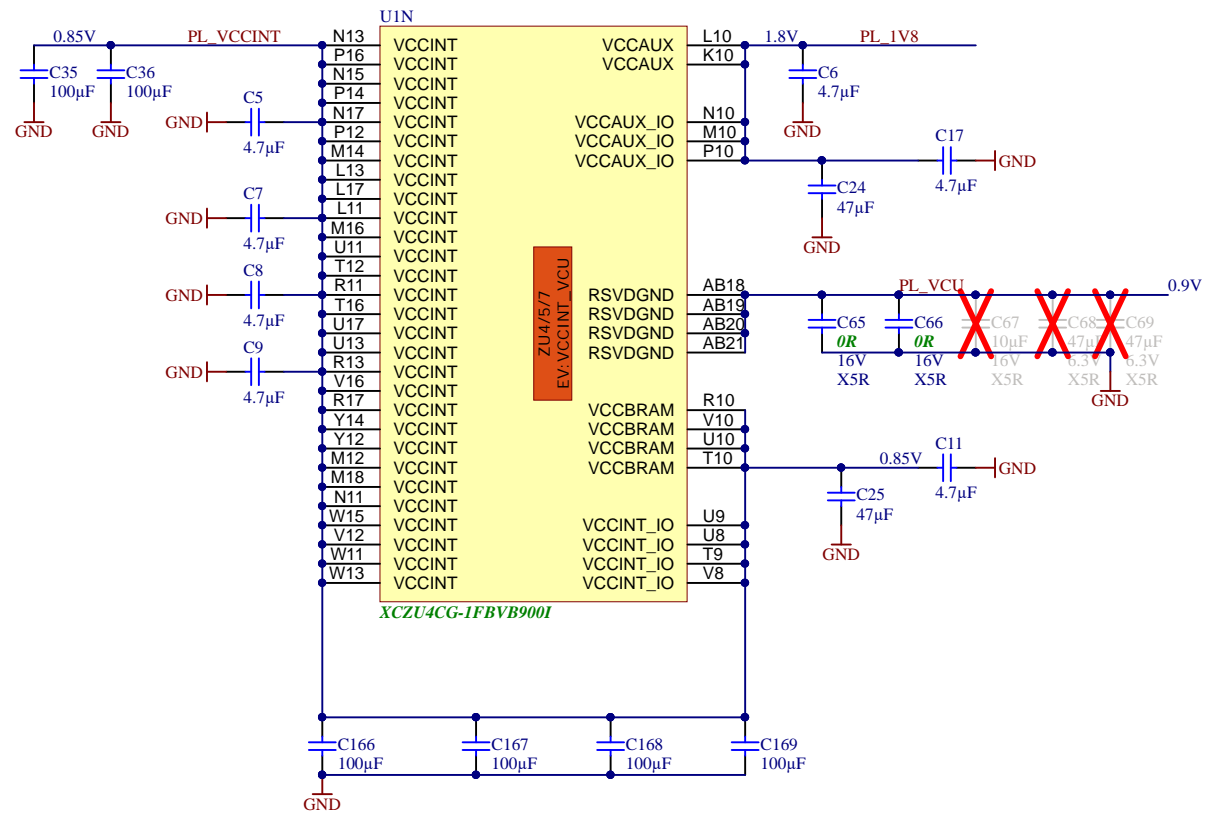 U1N
0.85V PL_VCCINT N13 VCCINT VCCAUX L10 1.8V PL_1V8
P16 VCCINT VCCAUX K10
C35 C36 N15 VCCINT C6
100µF 100µF P14 VCCINT 4.7µF
C5
GND GND GND N17 VCCINT VCCAUX_IO N10 GND
P12 VCCINT VCCAUX_IO M10
4.7µF M14 VCCINT VCCAUX_IO P10 C17 GND
L13 VCCINT 4.7µF
C7 L17 VCCINT C24
GND L11 VCCINT 47µF
4.7µF M16 VCCINT GND
U11 VCCINT
C8 T12 VCCINT
GND R11 VCCINT RSVDGND AB18 PL_VCU 0.9V
4.7µF T16 VCCINT RSVDGND AB19
U17 VCCINT RSVDGND AB20 C65 C66 C67 C68 C69
U13 VCCINT RSVDGND AB21 0R 0R 10µF 47µF 47µF
C9 16V 16V 16V 6.3V 6.3V
GND R13 VCCINT X5R X5R X5R X5R X5R
4.7µF V16 VCCINT GND
ZU4/5/7
EV: VCCINT_VCU
R17 VCCINT VCCBRAM R10
Y14 VCCINT VCCBRAM V10
Y12 VCCINT VCCBRAM U10
M12 VCCINT VCCBRAM T10 0.85V C11 GND
M18 VCCINT 4.7µF
N11 VCCINT C25
W15 VCCINT VCCINT_IO U9 47µF
V12 VCCINT VCCINT_IO U8 GND
W11 VCCINT VCCINT_IO T9
W13 VCCINT VCCINT_IO V8
XCZU4CG-1FBVB900I
C166 C167 C168 C169
100µF 100µF 100µF 100µF
GND